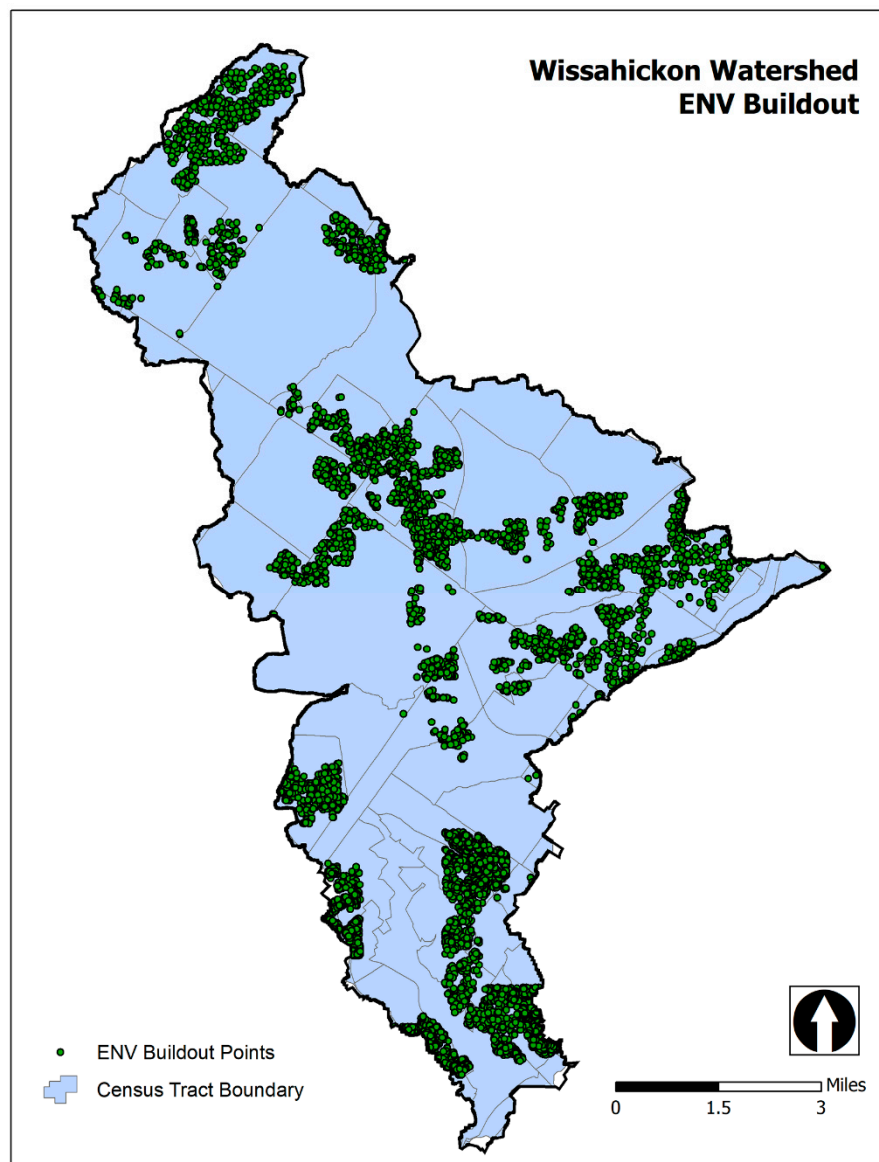 Wissahickon Watershed
ENV Buildout
ENV Buildout Points
Census Tract Boundary
Miles
0 1.5 3